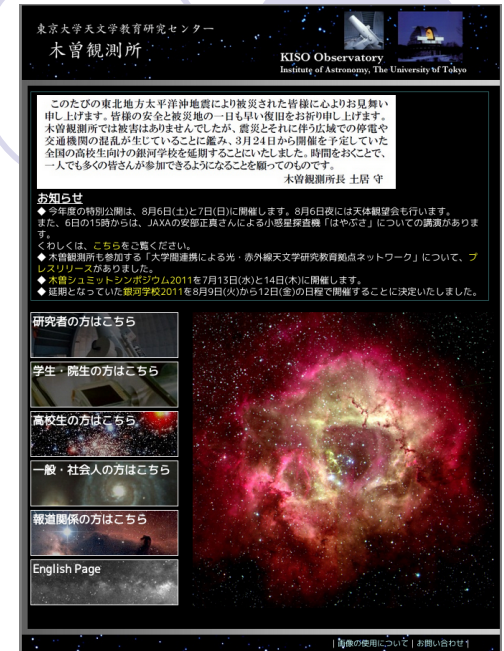 東京大学天文学教育研究センター
木曽観測所
KISO Observatory
Institute of Astronomy, The University of Tokyo
このたびの東北地方太平洋沖地震により被災された皆様に心よりお見舞い
申し上げます。皆様の安全と被災地の一日も早い復旧をお祈り申し上げます。
木曽観測所では被害はありませんでしたが、震災とそれに伴う広域での停電や
交通機関の混乱が生じていることに鑑み、3月24日から開催を予定していた
全国の高校生向けの銀河学校を延期することにいたしました。時間をおくことで、
一人でも多くの皆さんが参加できるようになることを願ってのものです。
木曽観測所長 土居 守
お知らせ
◆ 今年度の特別公開は、8月6日(土)と7日(日)に開催します。8月6日夜には天体観望会も行います。
また、6日の15時からは、JAXAの安部正真さんによる小惑星探査機「はやぶさ」についての講演がありま
す。
くわしくは、こちらをご覧ください。
◆ 木曽観測所も参加する「大学間連携による光・赤外線天文学研究教育拠点ネットワーク」について、プ
レスリリースがありました。
◆ 木曽シュミットシンポジウム2011を7月13日(水)と14日(木)に開催します。
◆ 延期となっていた銀河学校2011を8月9日(火)から12日(金)の日程で開催することに決定いたしました。
研究者の方はこちら
学生・院生の方はこちら
高校生の方はこちら
一般・社会人の方はこちら
報道関係の方はこちら
English Page
| 画像の使用について | お問い合わせ |